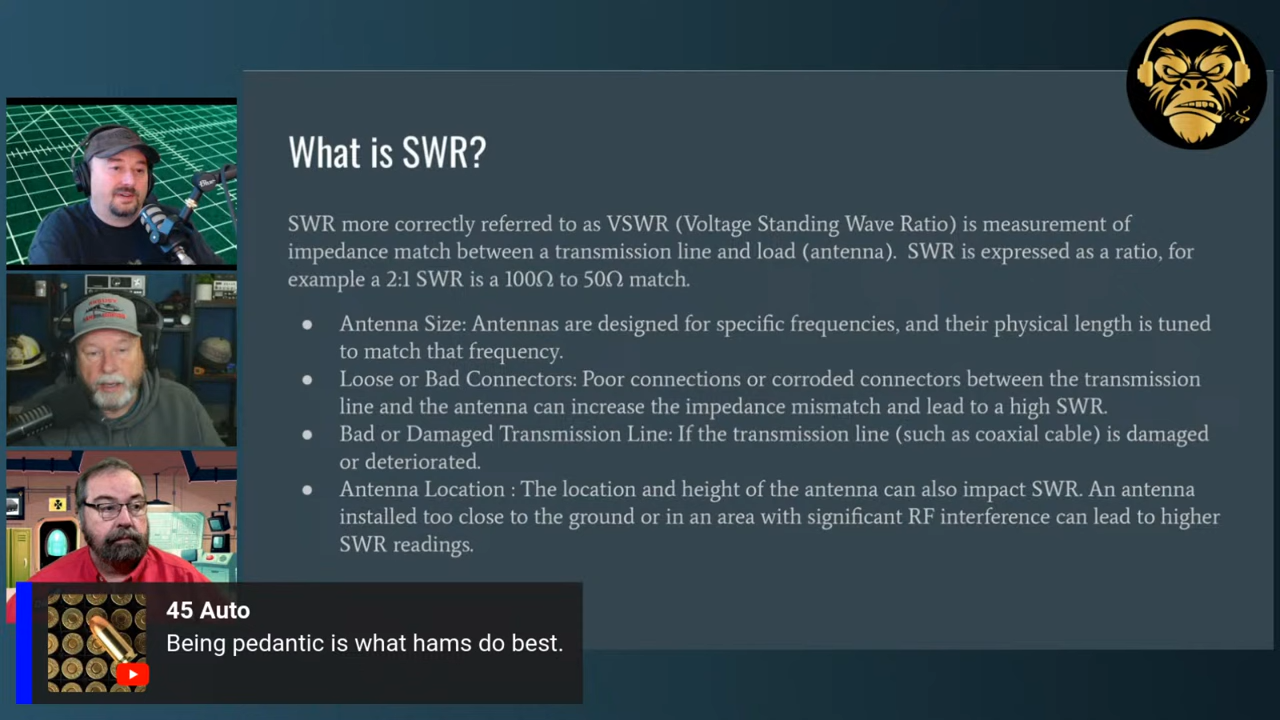 What is SWR?
SWR more correctly referred to as VSWR (Voltage Standing Wave Ratio) is measurement of
impedance match between a transmission line and load (antenna). SWR is expressed as a ratio, for
example a 2:1 SWR is a 100Ω to 50Ω match.
● Antenna Size: Antennas are designed for specific frequencies, and their physical length is tuned
to match that frequency.
● Loose or Bad Connectors: Poor connections or corroded connectors between the transmission
line and the antenna can increase the impedance mismatch and lead to a high SWR.
● Bad or Damaged Transmission Line: If the transmission line (such as coaxial cable) is damaged
or deteriorated.
● Antenna Location : The location and height of the antenna can also impact SWR. An antenna
installed too close to the ground or in an area with significant RF interference can lead to higher
SWR readings.
45 Auto
Being pedantic is what hams do best.